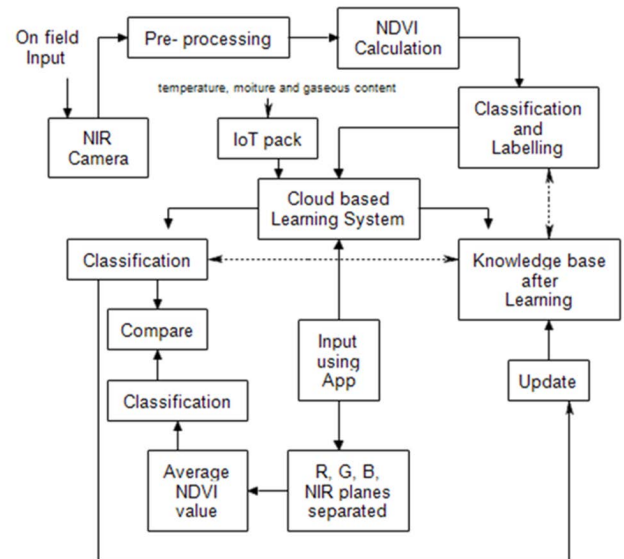 On field
Input
Pre- processing
NDVI
Calculation
temperature, moiture and gaseous content
NIR
Camera
IoT pack
Classification
and
Labelling
Cloud based
Learning System
Classification
Knowledge base
after
Learning
Compare
Input
using
App
Update
Classification
Average
NDVI
value
R, G, B,
NIR planes
separated